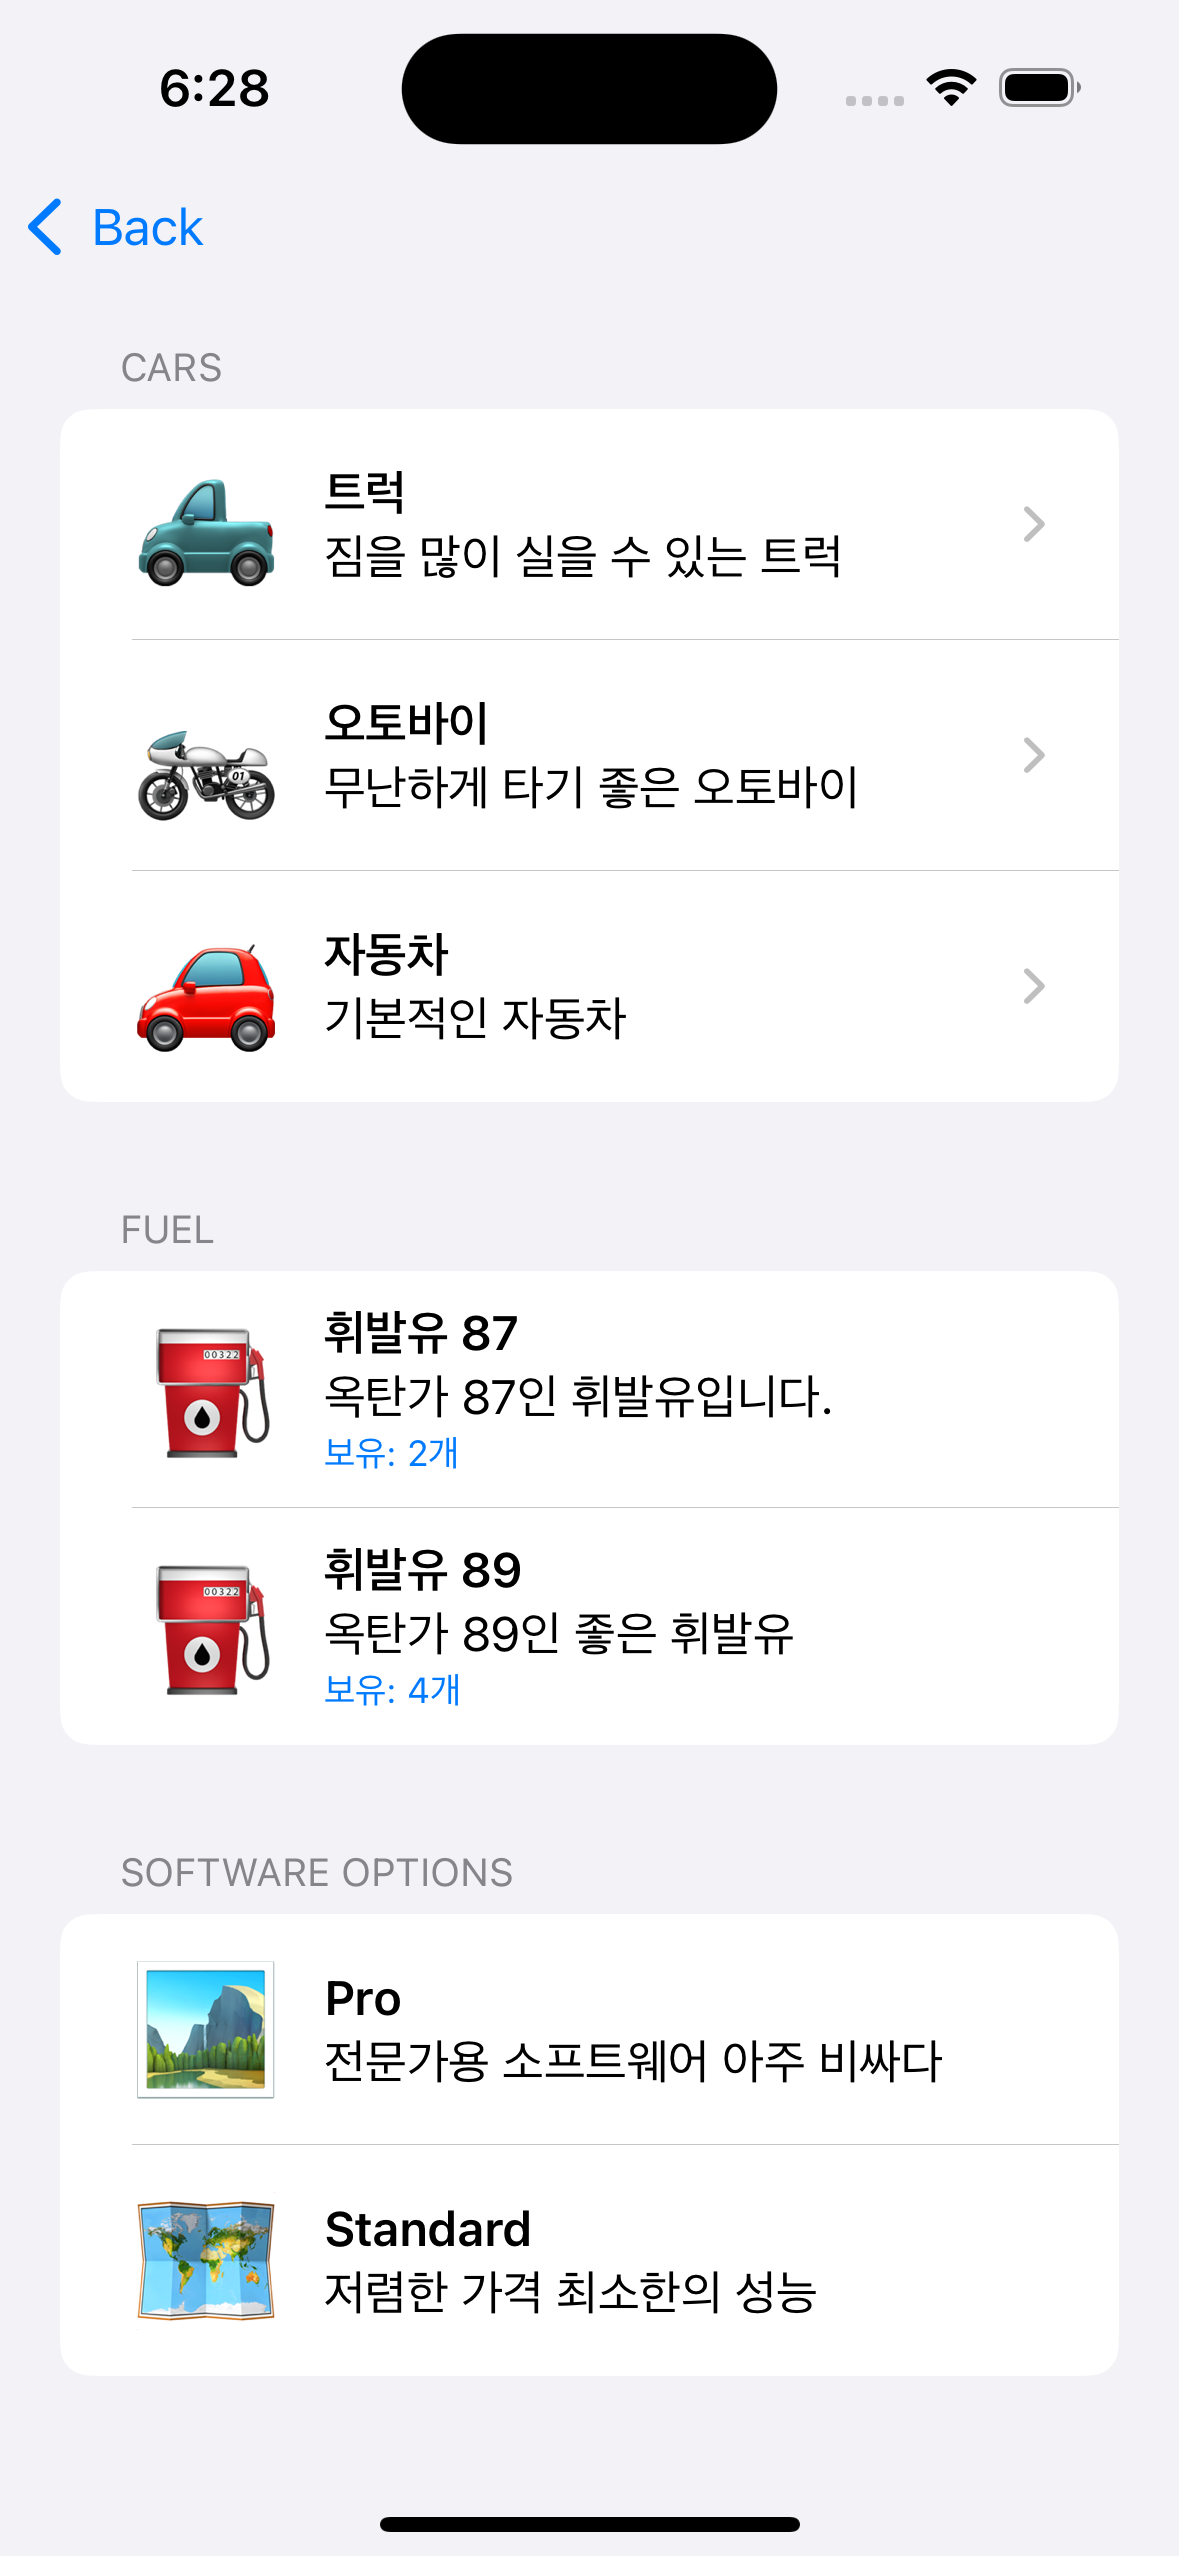 6:28
Back
CARS
트럭
짐을 많이 실을 수 있는 트럭
오토바이
무난하게 타기 좋은 오토바이
01
자동차
기본적인 자동차
FUEL
휘발유 87
00322
옥탄가 87인 휘발유입니다.
보유: 2개
휘발유 89
00322
옥탄가 89인 좋은 휘발유
보유: 4개
SOFTWARE OPTIONS
Pro
전문가용 소프트웨어 아주 비싸다
Standard
저렴한 가격 최소한의 성능